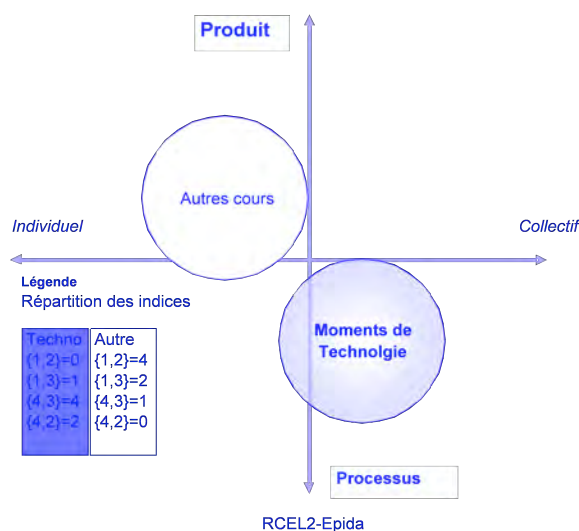 Produit
Autres cours
Individuel
Collectif
Légende
Répartition des indices
Moments de
Technolgie
Techno
{1,2}=0
{1,3}=1
{4,3}=4
{4,2}=2
Autre
{1,2}=4
{1,3}=2
{4,3}=1
{4,2}=0
Processus
RCEL2-Epida